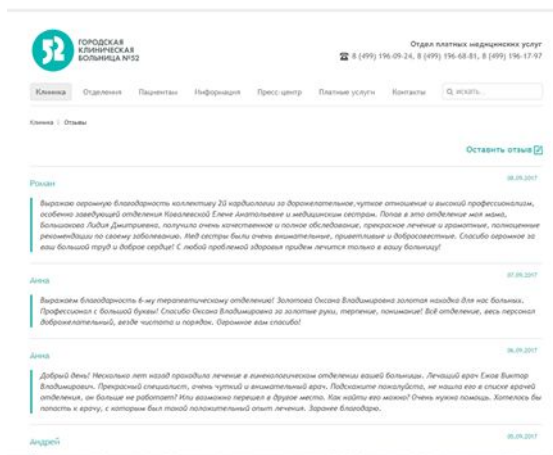 52
ГОРОДСКАЯ
КЛИНИЧЕСКАЯ
БОЛЬНИЦА №52
Отдел платных медицинских услуг
8 (499) 196-09-24, 8 (499) 196-68-81, 8 (499) 196-17-97
Клиника Отделения Пациентам Информация Пресс-центр Платные услуги Контакты искать...
Клиника Отзывы
Оставить отзыв
Роман 08.09.2017
Выражаю огромную благодарность коллективу 2й кардиологии за доброжелательное, чуткое отношение и высокий профессионализм,
особенно заведующей отделения Ковалевской Елене Анатольевне и медицинским сестрам. Попав в это отделение моя мама,
Большакова Лидия Дмитриевна, получила очень качественное и полное обследование, прекрасное лечение и грамотные, полноценные
рекомендации по своему заболеванию. Мед сестры были очень внимательные, приветливые и добросовестные. Спасибо огромное за
ваш большой труд и доброе сердце! С любой проблемой здоровья придем лечится только в вашу больницу!
Анна 07.09.2017
Выражаем благодарность 6-му терапевтическому отделению! Золотова Оксана Владимировна золотая находка для нас больных.
Профессионал с большой буквы! Спасибо Оксана Владимировна за золотые руки, терпение, понимание! Всё отделение, весь персонал
доброжелательный, везде чистота и порядок. Огромное вам спасибо!
Анна 06.09.2017
Добрый день! Несколько лет назад проходила лечение в гинекологическом отделении вашей больницы. Лечащий врач Ежов Виктор
Владимирович. Прекрасный специалист, очень чуткий и внимательный врач. Подскажите пожалуйста, не нашла его в списке врачей
отделения, он больше не работает? Или возможно перешел в другое место. Как найти его можно? Очень нужна помощь. Хотелось бы
попасть к врачу, с которым был такой положительный опыт лечения. Заранее благодарю.
Андрей 05.09.2017